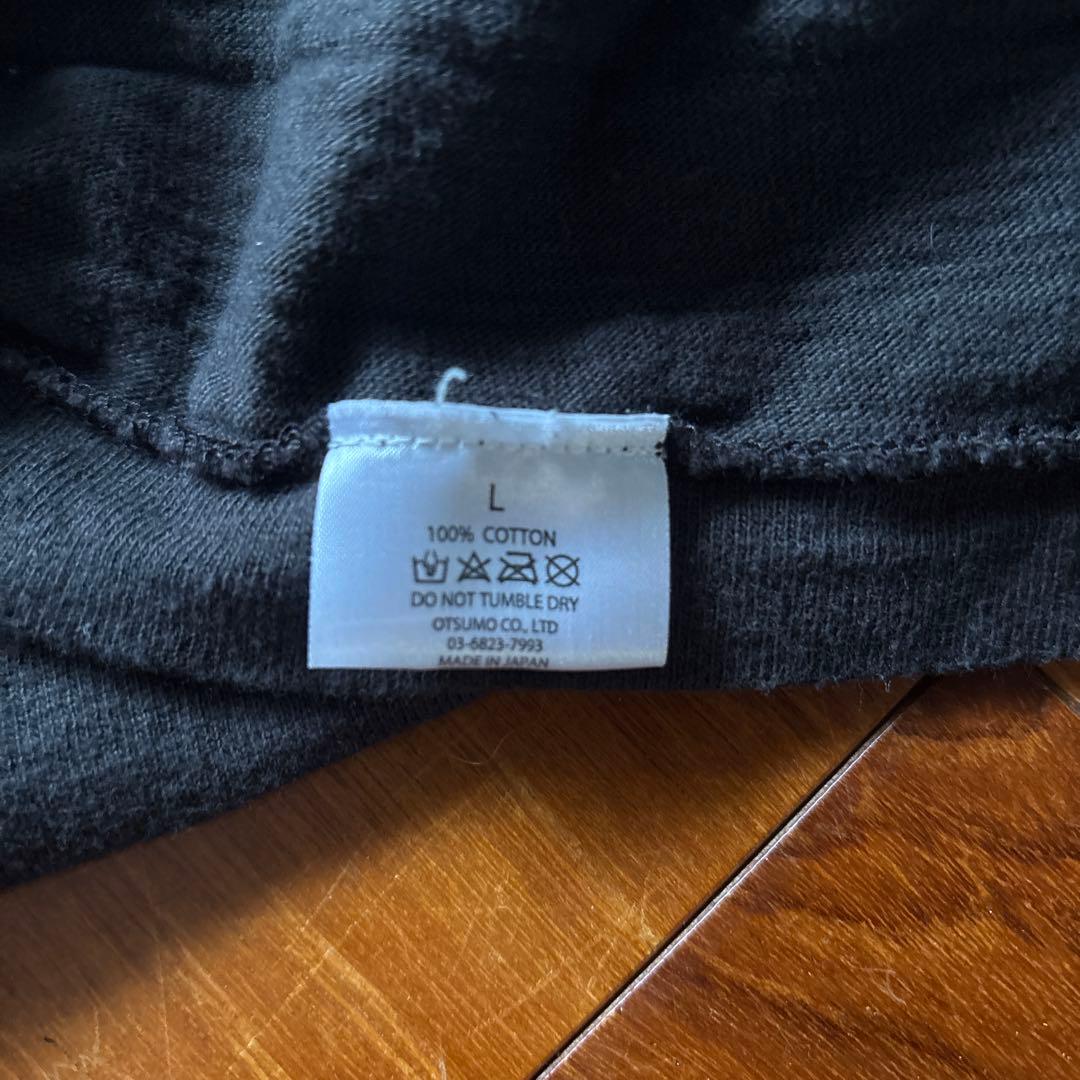 L
100% COTTON
DO NOT TUMBLE DRY
OTSUMO CO., LTD
03-6823-7993
MADE IN JAPAN